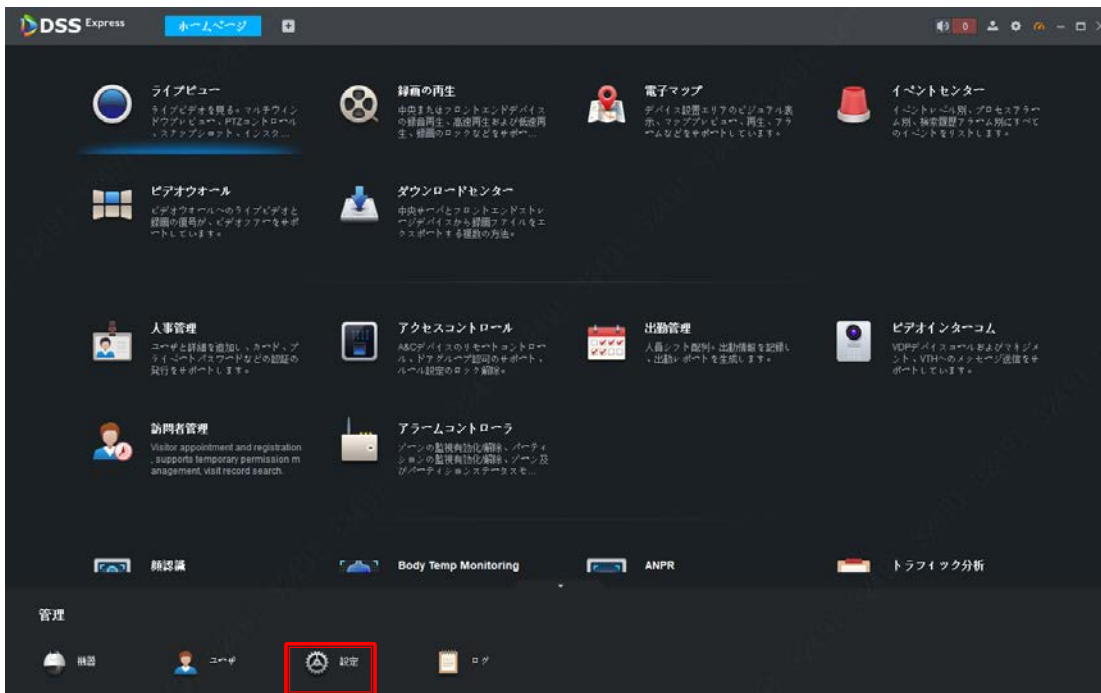 DSS Express
ホームページ
0
ライブビュー
ライブビデオを見る。マルチウィン
ドウプレビュー、PTZコントロール
、スナップショット、インスタ...
録画の再生
中央またはフロントエンドデバイス
の録画再生、高速再生および低速再
生、録画のロックなどをサポー...
電子マップ
デバイス設置エリアのビジュアル表
示、マッププレビュー、再生、アラ
ームなどをサポートしています。
イベントセンター
イベントレベル別、プロセスアラー
ム別、検索履歴アラーム別にすべて
のイベントをリストします。
ビデオウオール
ビデオウオールへのライブビデオと
録画の復号が、ビデオツアーをサポ
ートしています。
ダウンロードセンター
中央サーバとフロントエンドストレ
ージデバイスから録画ファイルをエ
クスポートする複数の方法。
人事管理
ユーザと詳細を追加し、カード、プ
ライベートパスワードなどの認証の
発行をサポートします。
アクセスコントロール
A&Cデバイスのリモートコントロー
ル、ドアグループ認可のサポート、
ルール設定のロック解除。
出勤管理
人員シフト配列。出勤情報を記録し
、出勤レポートを生成します。
ビデオインターコム
VDPデバイスコールおよびマネジメ
ント、VTHへのメッセージ送信をサ
ポートしています。
訪問者管理
Visitor appointment and registration
, supports temporary permission m
anagement, visit record search.
アラームコントローラ
ゾーンの監視有効化/解除、パーティ
ションの監視有効化/解除、ゾーン及
びパーティションステータスモ...
顔認識
Body Temp Monitoring
ANPR
トラフィック分析
管理
機器
ユーザ
設定
ログ